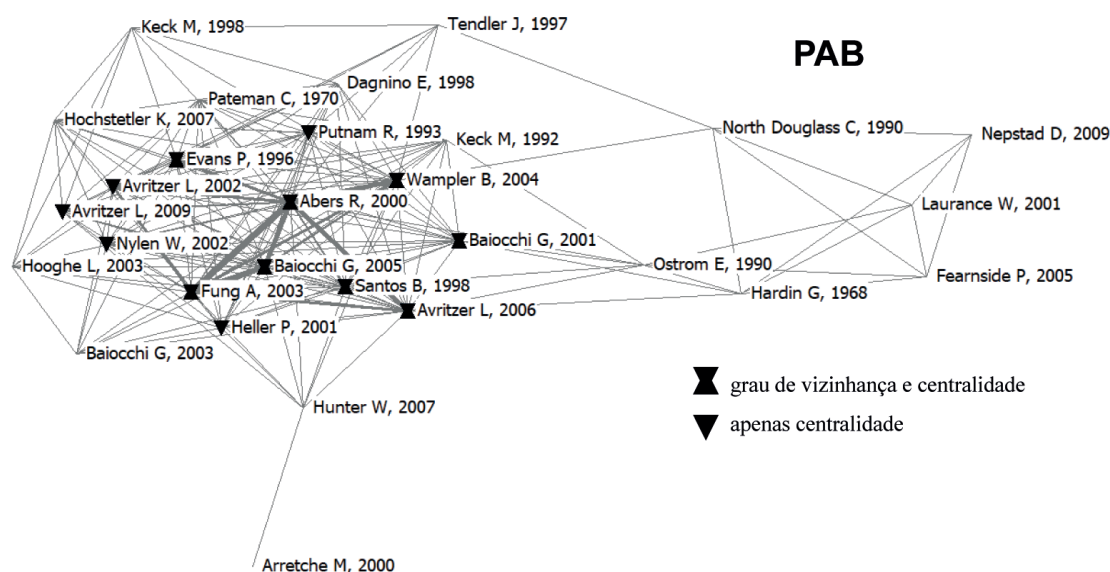 Keck M, 1998
Tendler J, 1997
PAB
Dagnino E, 1998
Pateman C, 1970
Hochstetler K, 2007
Putnam R, 1993
Keck M, 1992
North Douglass C, 1990
Nepstad D, 2009
Evans P, 1996
Wampler B, 2004
Avritzer L, 2002
Abers R, 2000
Laurance W, 2001
Avritzer L, 2009
Nylen W, 2002
Baiocchi G, 2001
Hooghe L, 2003
Baiocchi G, 2005
Ostrom E, 1990
Fearnside P, 2005
Fung A, 2003
Santos B, 1998
Hardin G, 1968
Avritzer L, 2006
Heller P, 2001
Baiocchi G, 2003
grau de vizinhança e centralidade
Hunter W, 2007
apenas centralidade
Arretche M, 2000